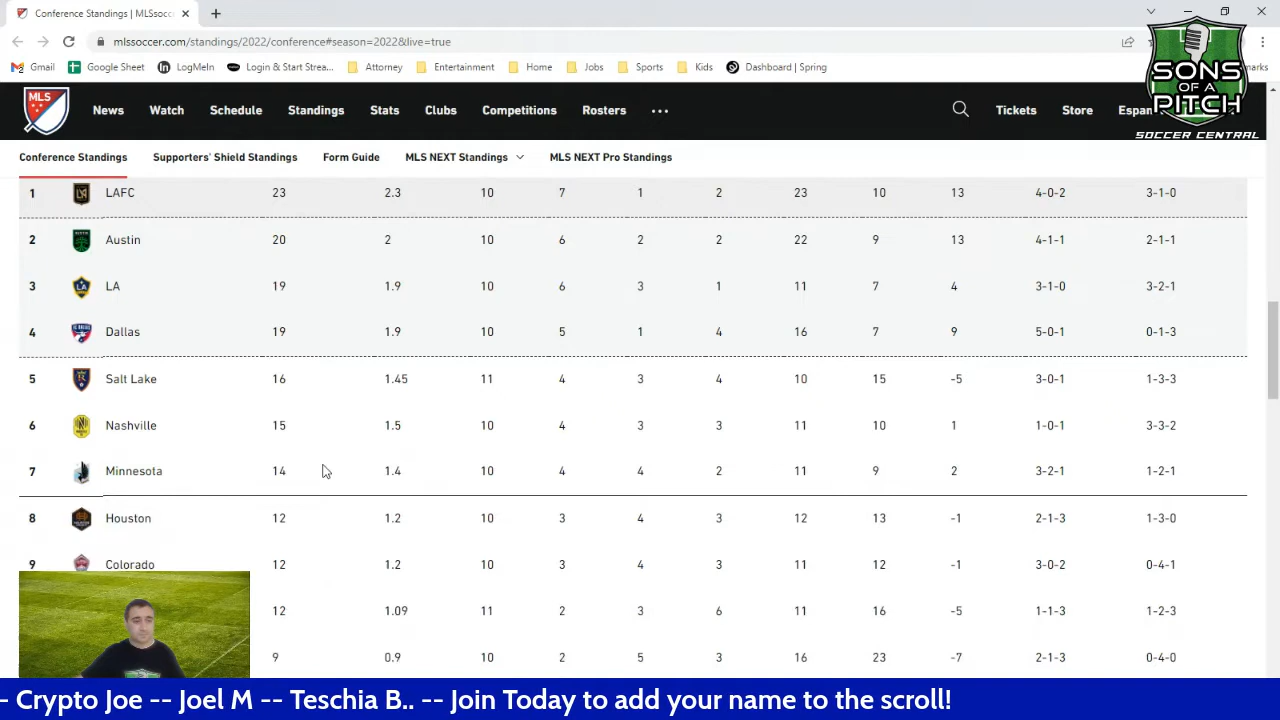 Conference Standings | MLSsocc
mlssoccer.com/standings/2022/conference#season=2022&live=true
Gmail Google Sheet LogMeIn Login & Start Strea... Attorney Entertainment Home Jobs Sports Kids Dashboard | Spring
SONS
OF A
PITCH
SOCCER CENTRAL
MLS News Watch Schedule Standings Stats Clubs Competitions Rosters ... Tickets Store
Conference Standings Supporters' Shield Standings Form Guide MLS NEXT Standings MLS NEXT Pro Standings
1 LAFC 23 2.3 10 7 1 2 23 10 13 4-0-2 3-1-0
2 Austin 20 2 10 6 2 2 22 9 13 4-1-1 2-1-1
3 LA 19 1.9 10 6 3 1 11 7 4 3-1-0 3-2-1
4 Dallas 19 1.9 10 5 1 4 16 7 9 5-0-1 0-1-3
5 Salt Lake 16 1.45 11 4 3 4 10 15 -5 3-0-1 1-3-3
6 Nashville 15 1.5 10 4 3 3 11 10 1 1-0-1 3-3-2
7 Minnesota 14 1.4 10 4 4 2 11 9 2 3-2-1 1-2-1
8 Houston 12 1.2 10 3 4 3 12 13 -1 2-1-3 1-3-0
9 Colorado 12 1.2 10 3 4 3 11 12 -1 3-0-2 0-4-1
12 1.09 11 2 3 6 11 16 -5 1-1-3 1-2-3
9 0.9 10 2 5 3 16 23 -7 2-1-3 0-4-0
- Crypto Joe -- Joel M -- Teschia B.. -- Join Today to add your name to the scroll!